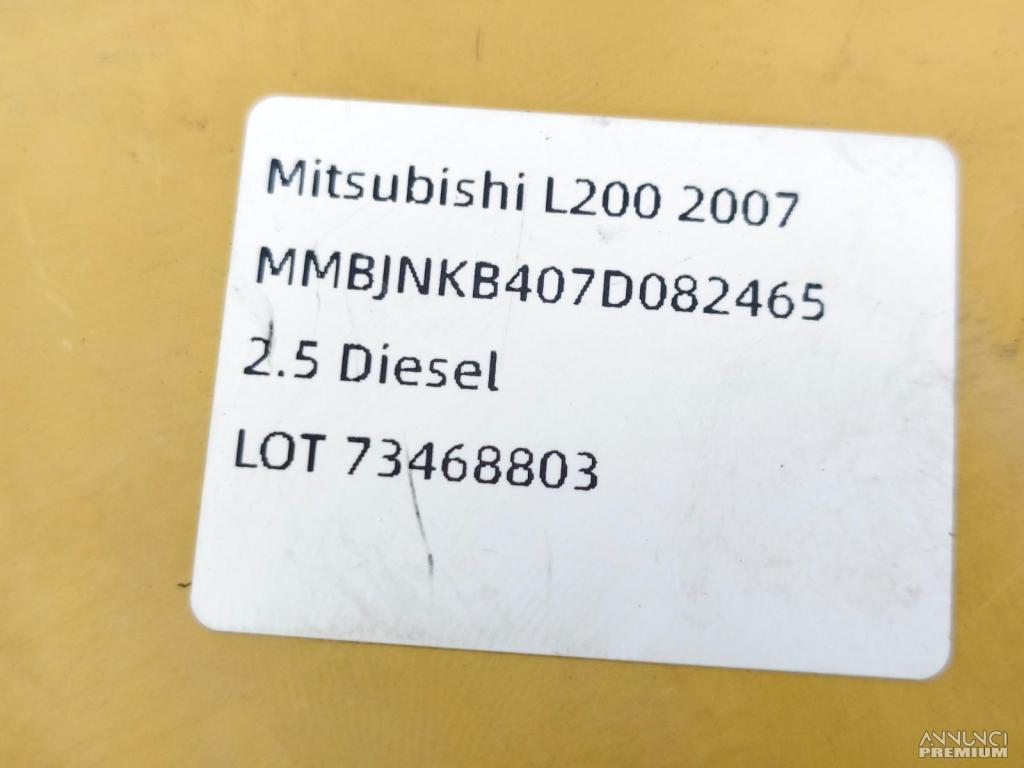 Mitsubishi L200 2007
MMBJNKB407D082465
2.5 Diesel
LOT 73468803
ANNUNCI
PREMIUM